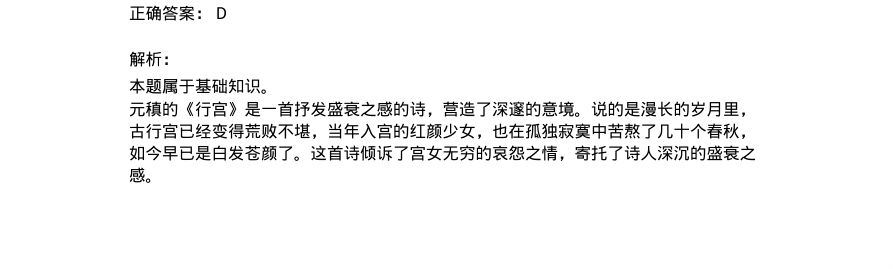 正确答案： D
解析：
本题属于基础知识。
元稹的《行宫》是一首抒发盛衰之感的诗，营造了深邃的意境。说的是漫长的岁月里，
古行宫已经变得荒败不堪，当年入宫的红颜少女，也在孤独寂寞中苦熬了几十个春秋，
如今早已是白发苍颜了。这首诗倾诉了宫女无穷的哀怨之情，寄托了诗人深沉的盛衰之
感。